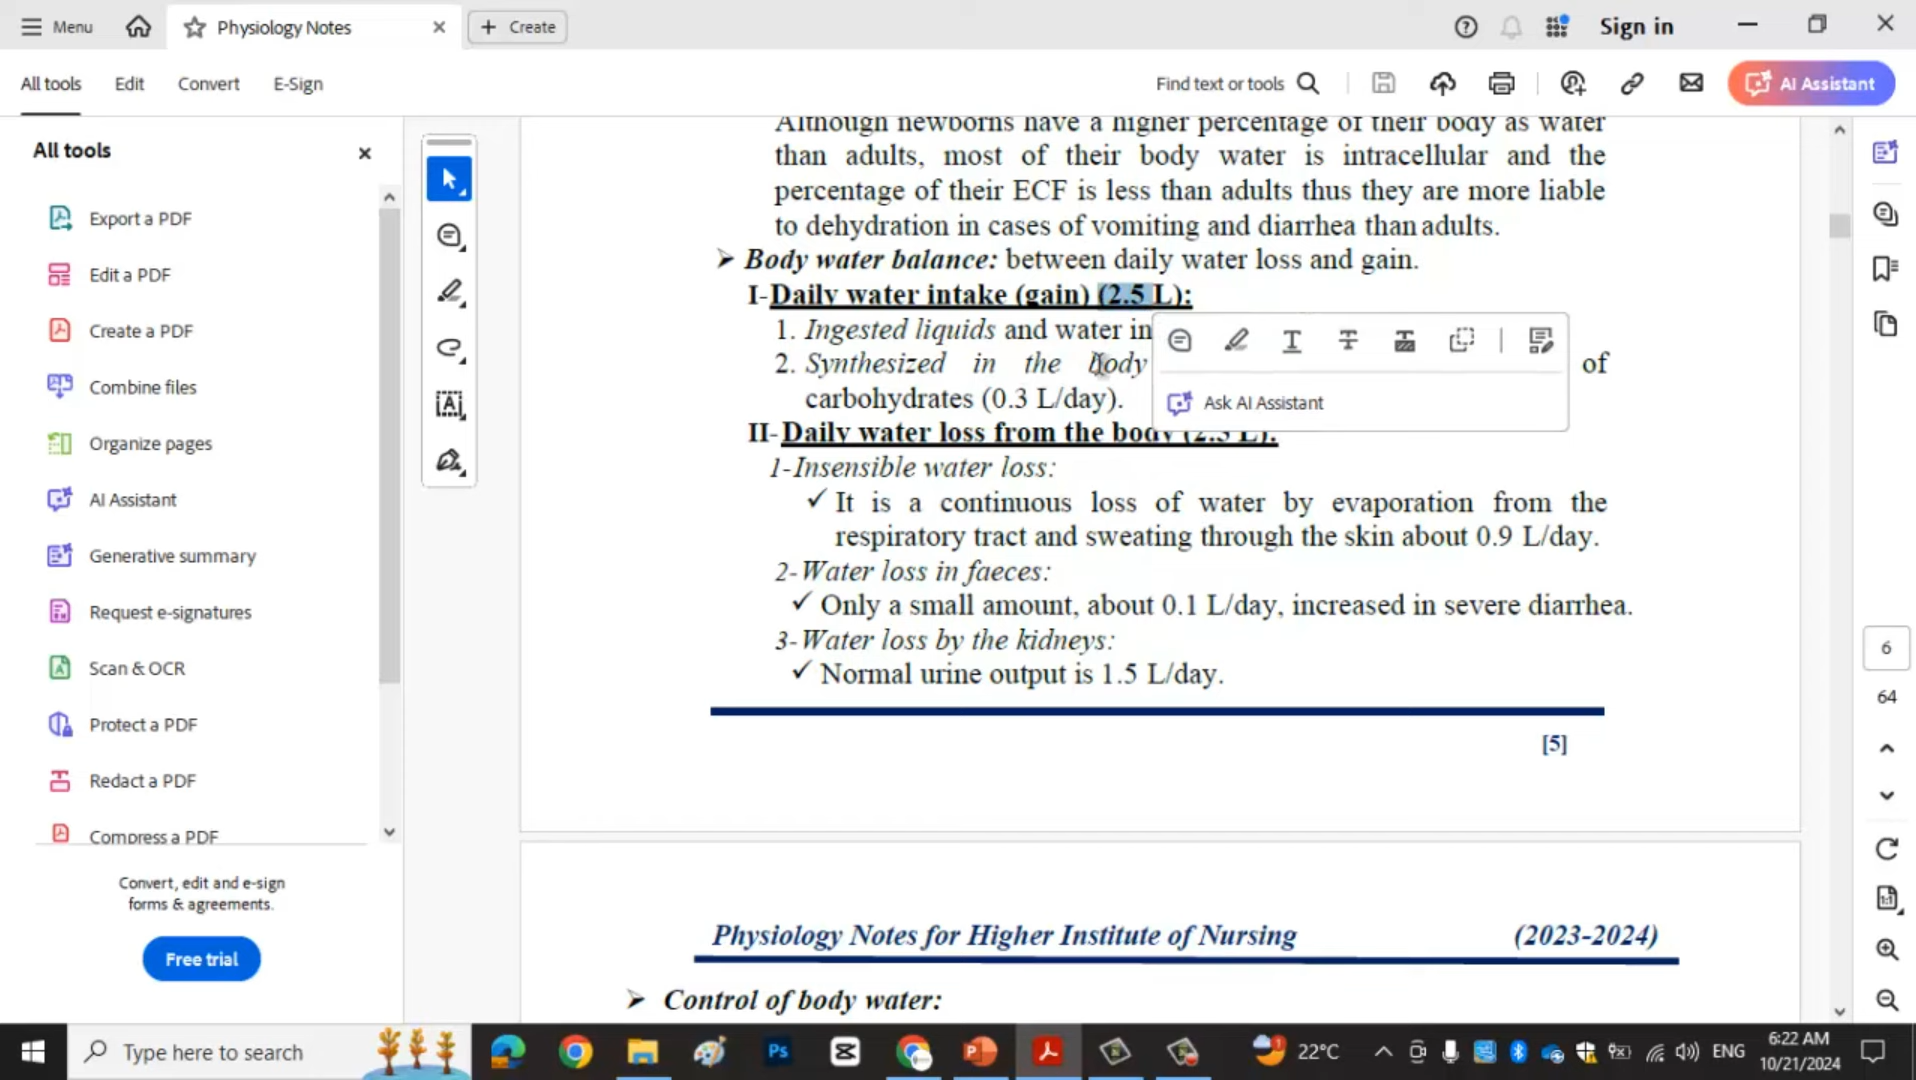 Menu
Physiology Notes
Create
Sign in
All tools
Edit
Convert
E-Sign
Find text or tools
AI Assistant
All tools
Export a PDF
Edit a PDF
Create a PDF
Combine files
Organize pages
AI Assistant
Generative summary
Request e-signatures
Scan & OCR
Protect a PDF
Redact a PDF
Compress a PDF
Convert, edit and e-sign
forms & agreements.
Free trial
Although newborns have a higher percentage of their body as water
than adults, most of their body water is intracellular and the
percentage of their ECF is less than adults thus they are more liable
to dehydration in cases of vomiting and diarrhea than adults.
➢ Body water balance: between daily water loss and gain.
I-Daily water intake (gain) (2.5 L):
1. Ingested liquids and water in
2. Synthesized in the body of
carbohydrates (0.3 L/day).
Ask AI Assistant
II-Daily water loss from the body (2.5 L):
1-Insensible water loss:
✓ It is a continuous loss of water by evaporation from the
respiratory tract and sweating through the skin about 0.9 L/day.
2-Water loss in faeces:
✓ Only a small amount, about 0.1 L/day, increased in severe diarrhea.
3-Water loss by the kidneys:
✓ Normal urine output is 1.5 L/day.
[5]
Physiology Notes for Higher Institute of Nursing (2023-2024)
➢ Control of body water:
6
64
Type here to search
Ps
22°C
ENG
6:22 AM
10/21/2024